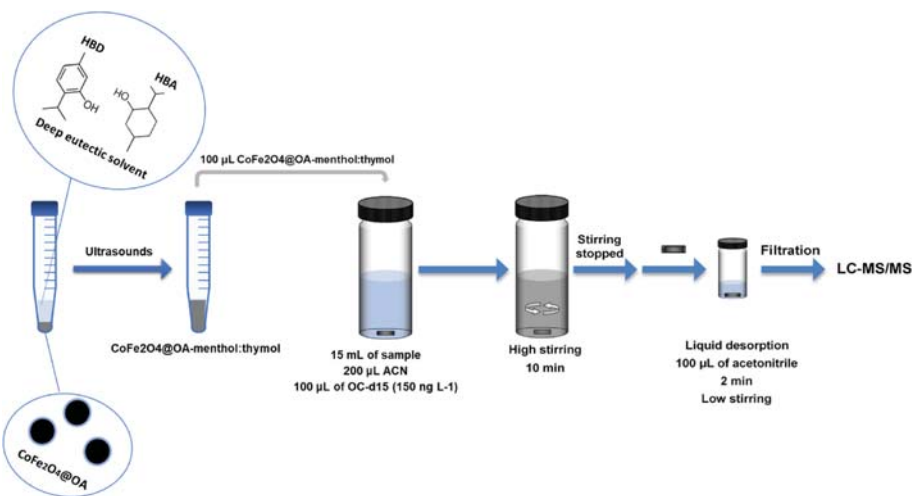 HBD
HBA
OH
HO
Deep eutectic solvent
100 µL CoFe2O4@OA-menthol:thymol
Ultrasounds
CoFe2O4@OA-menthol:thymol
CoFe₂O₄@OA
15 mL of sample
200 µL ACN
100 µL of OC-d15 (150 ng L-1)
High stirring
10 min
Stirring
stopped
Liquid desorption
100 µL of acetonitrile
2 min
Low stirring
Filtration
LC-MS/MS